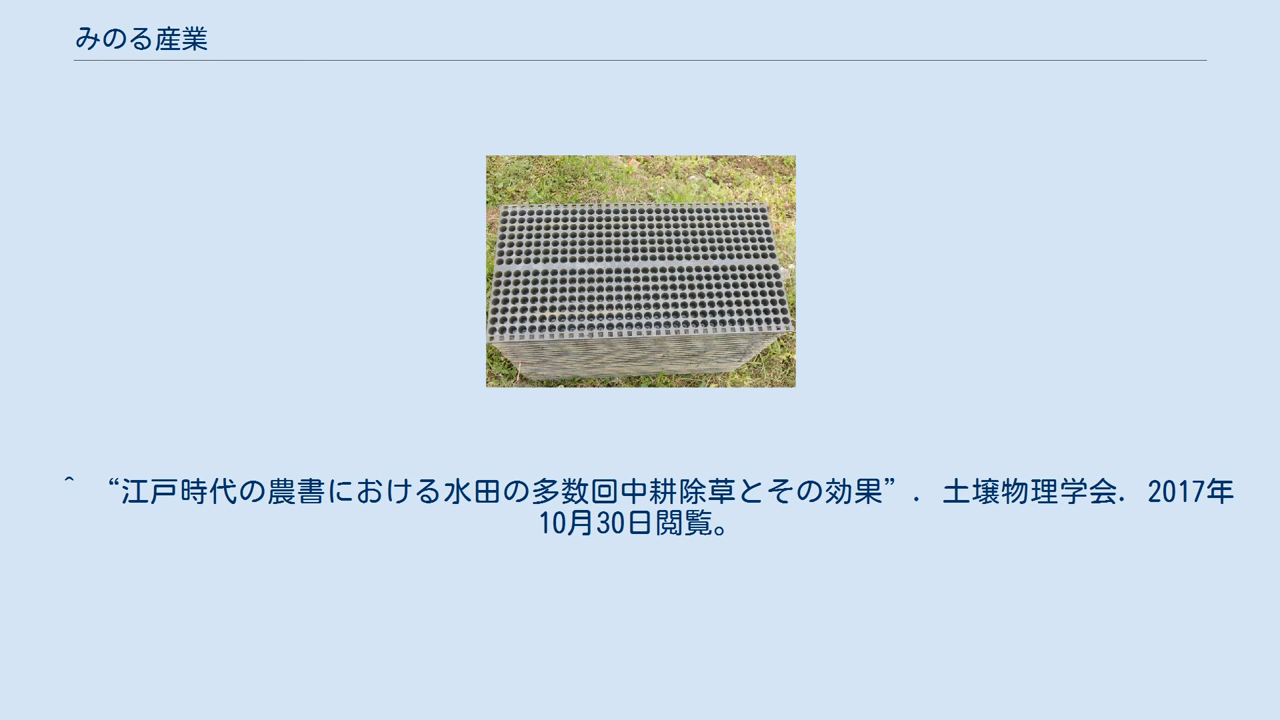 みのる産業
^ “江戸時代の農書における水田の多数回中耕除草とその効果”. 土壌物理学会. 2017年
10月30日閲覧。